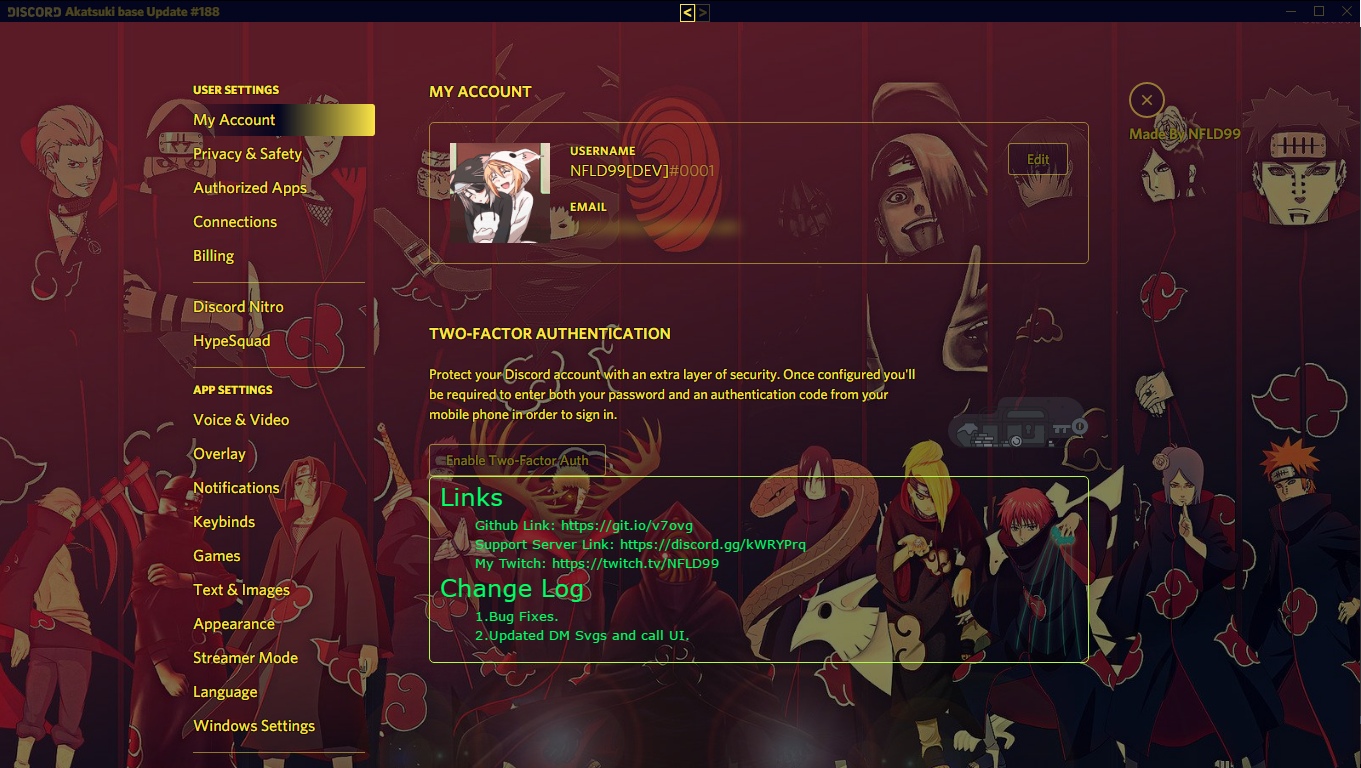 DISCORD Akatsuki base Update #188
< >
USER SETTINGS
My Account
Privacy & Safety
Authorized Apps
Connections
Billing
Discord Nitro
HypeSquad
APP SETTINGS
Voice & Video
Overlay
Notifications
Keybinds
Games
Text & Images
Appearance
Streamer Mode
Language
Windows Settings
MY ACCOUNT
USERNAME
NFLD99[DEV]#0001
EMAIL
Edit
Made By NFLD99
TWO-FACTOR AUTHENTICATION
Protect your Discord account with an extra layer of security. Once configured you'll
be required to enter both your password and an authentication code from your
mobile phone in order to sign in.
Enable Two-Factor Auth
Links
Github Link: https://git.io/v7ovg
Support Server Link: https://discord.gg/kWRYPrq
My Twitch: https://twitch.tv/NFLD99
Change Log
1.Bug Fixes.
2.Updated DM Svgs and call UI.